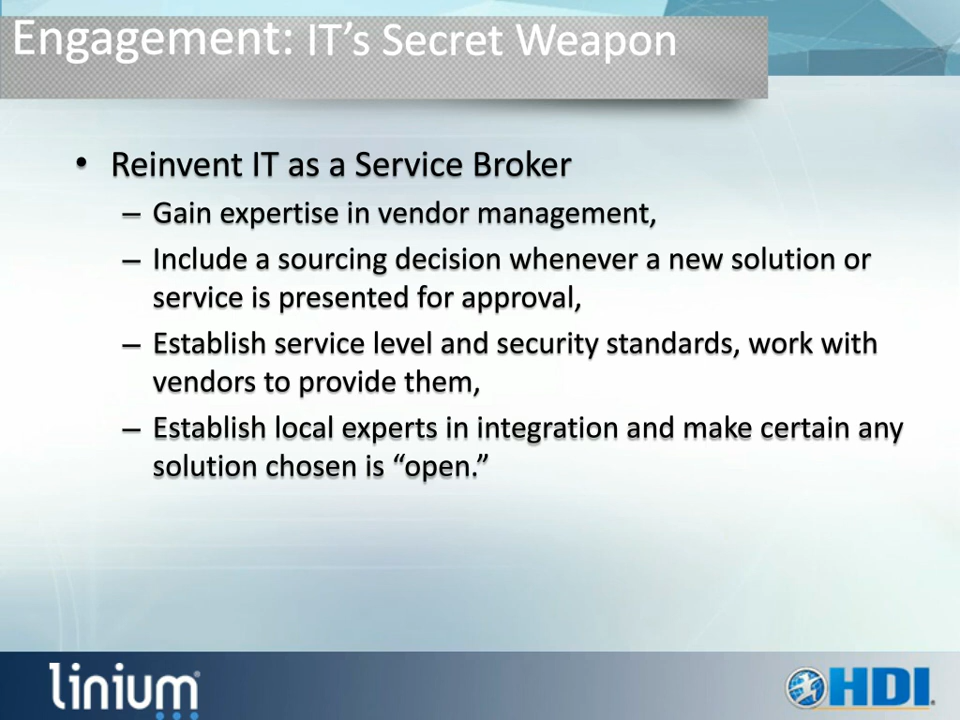 Engagement: IT’s Secret Weapon
• Reinvent IT as a Service Broker
– Gain expertise in vendor management,
– Include a sourcing decision whenever a new solution or
service is presented for approval,
– Establish service level and security standards, work with
vendors to provide them,
– Establish local experts in integration and make certain any
solution chosen is “open.”
linium®
HDI®